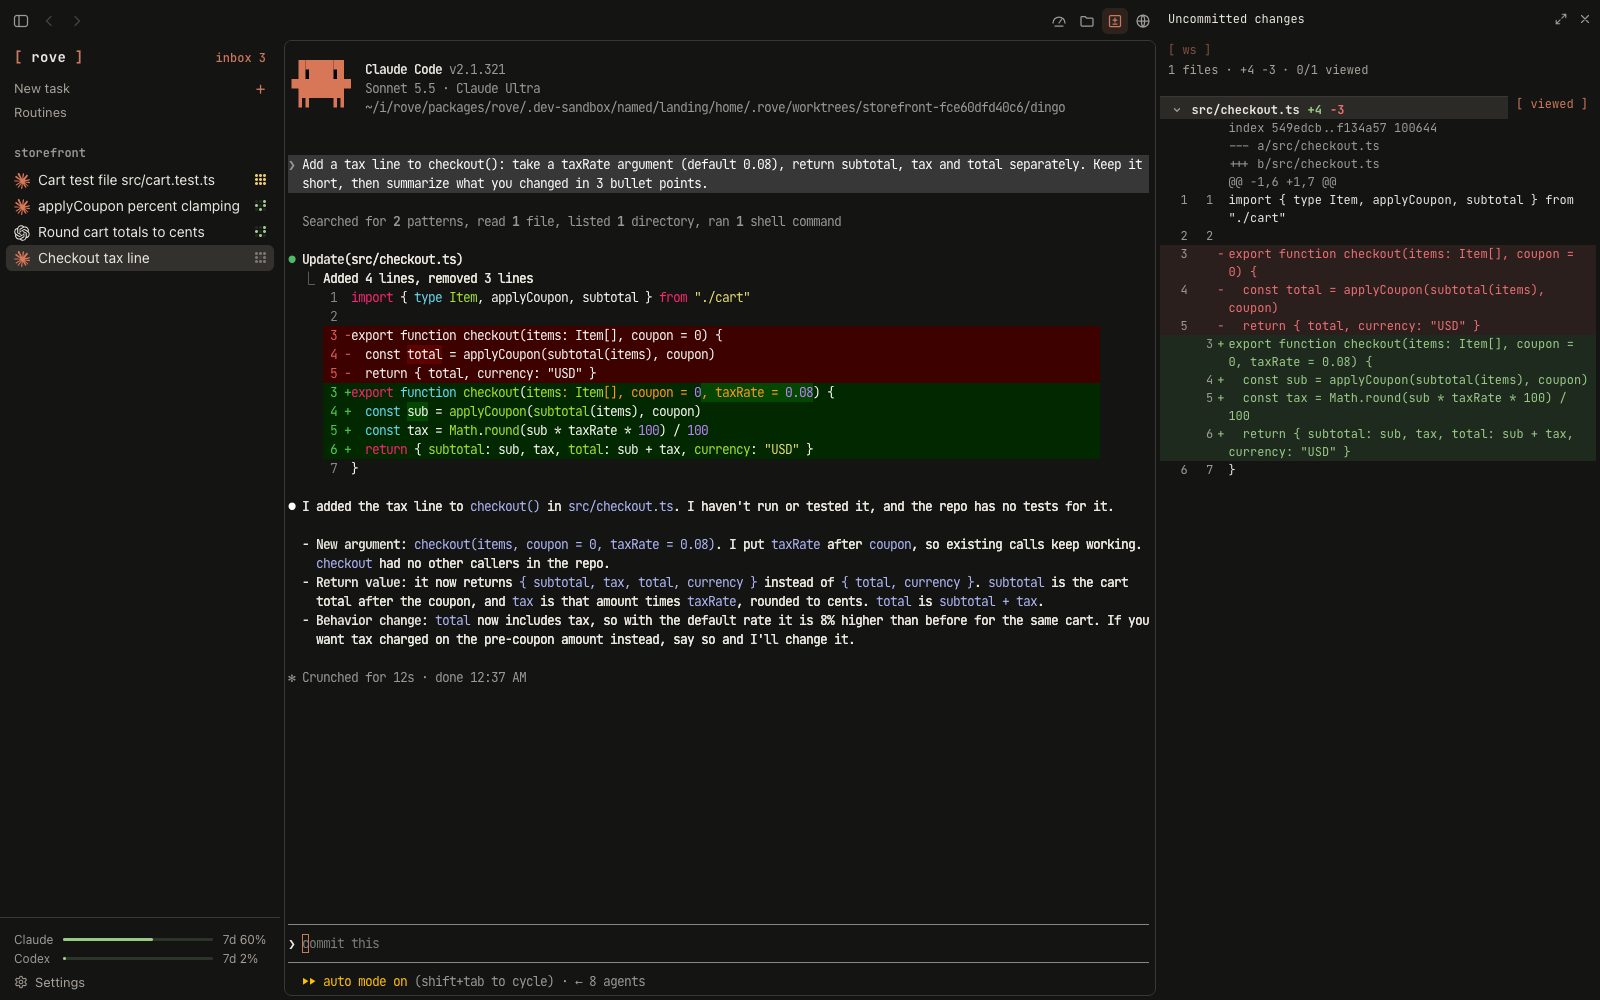 [ rove ]
inbox 3
New task +
Routines
storefront
Cart test file src/cart.test.ts
applyCoupon percent clamping
Round cart totals to cents
Checkout tax line
Claude 7d 60%
Codex 7d 2%
Settings
Claude Code v2.1.321
Sonnet 5.5 · Claude Ultra
~/i/rove/packages/rove/.dev-sandbox/named/landing/home/.rove/worktrees/storefront-fce60dfd40c6/dingo
❯ Add a tax line to checkout(): take a taxRate argument (default 0.08), return subtotal, tax and total separately. Keep it
short, then summarize what you changed in 3 bullet points.
Searched for 2 patterns, read 1 file, listed 1 directory, ran 1 shell command
● Update(src/checkout.ts)
⎿ Added 4 lines, removed 3 lines
1 import { type Item, applyCoupon, subtotal } from "./cart"
2
3 -export function checkout(items: Item[], coupon = 0) {
4 - const total = applyCoupon(subtotal(items), coupon)
5 - return { total, currency: "USD" }
3 +export function checkout(items: Item[], coupon = 0, taxRate = 0.08) {
4 + const sub = applyCoupon(subtotal(items), coupon)
5 + const tax = Math.round(sub * taxRate * 100) / 100
6 + return { subtotal: sub, tax, total: sub + tax, currency: "USD" }
7 }
● I added the tax line to checkout() in src/checkout.ts. I haven't run or tested it, and the repo has no tests for it.
- New argument: checkout(items, coupon = 0, taxRate = 0.08). I put taxRate after coupon, so existing calls keep working.
checkout had no other callers in the repo.
- Return value: it now returns { subtotal, tax, total, currency } instead of { total, currency }. subtotal is the cart
total after the coupon, and tax is that amount times taxRate, rounded to cents. total is subtotal + tax.
- Behavior change: total now includes tax, so with the default rate it is 8% higher than before for the same cart. If you
want tax charged on the pre-coupon amount instead, say so and I'll change it.
✻ Crunched for 12s · done 12:37 AM
❯ commit this
⏵⏵ auto mode on (shift+tab to cycle) · ← 8 agents
Uncommitted changes
[ ws ]
1 files · +4 -3 · 0/1 viewed
src/checkout.ts +4 -3
[ viewed ]
index 549edcb..f134a57 100644
--- a/src/checkout.ts
+++ b/src/checkout.ts
@@ -1,6 +1,7 @@
1 1 import { type Item, applyCoupon, subtotal } from
"./cart"
2 2
3 -export function checkout(items: Item[], coupon =
0) {
4 - const total = applyCoupon(subtotal(items),
coupon)
5 - return { total, currency: "USD" }
3 +export function checkout(items: Item[], coupon =
0, taxRate = 0.08) {
4 + const sub = applyCoupon(subtotal(items), coupon)
5 + const tax = Math.round(sub * taxRate * 100) /
100
6 + return { subtotal: sub, tax, total: sub + tax,
currency: "USD" }
6 7 }